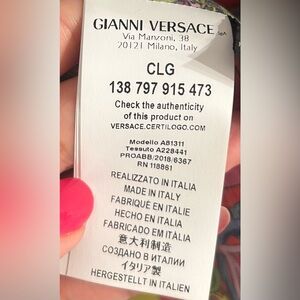 GIANNI VERSACE SpA
Via Manzoni, 38
20121 Milano, Italy
CLG
138 797 915 473
Check the authenticity
of this product on
VERSACE.CERTILOGO.COM
Modello A81311
Tessuto A228441
PROABB/2018/6367
RN 118861
REALIZZATO IN ITALIA
MADE IN ITALY
FABRIQUÉ EN ITALIE
HECHO EN ITALIA
FABRICADO EM ITÁLIA
意大利制造
СОЗДАНО В ИТАЛИИ
イタリア製
HERGESTELLT IN ITALIEN